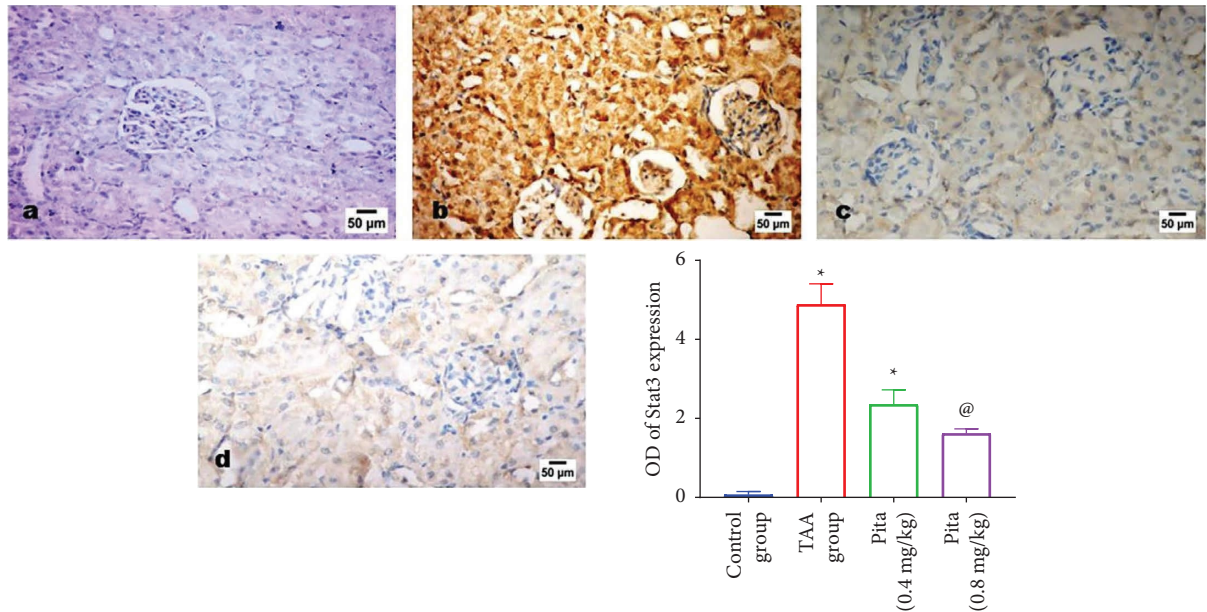 a
50 µm
b
50 µm
c
50 µm
d
50 µm
OD of Stat3 expression
6
4
2
0
*
*
@
Control
group
TAA
group
Pita
(0.4 mg/kg)
Pita
(0.8 mg/kg)